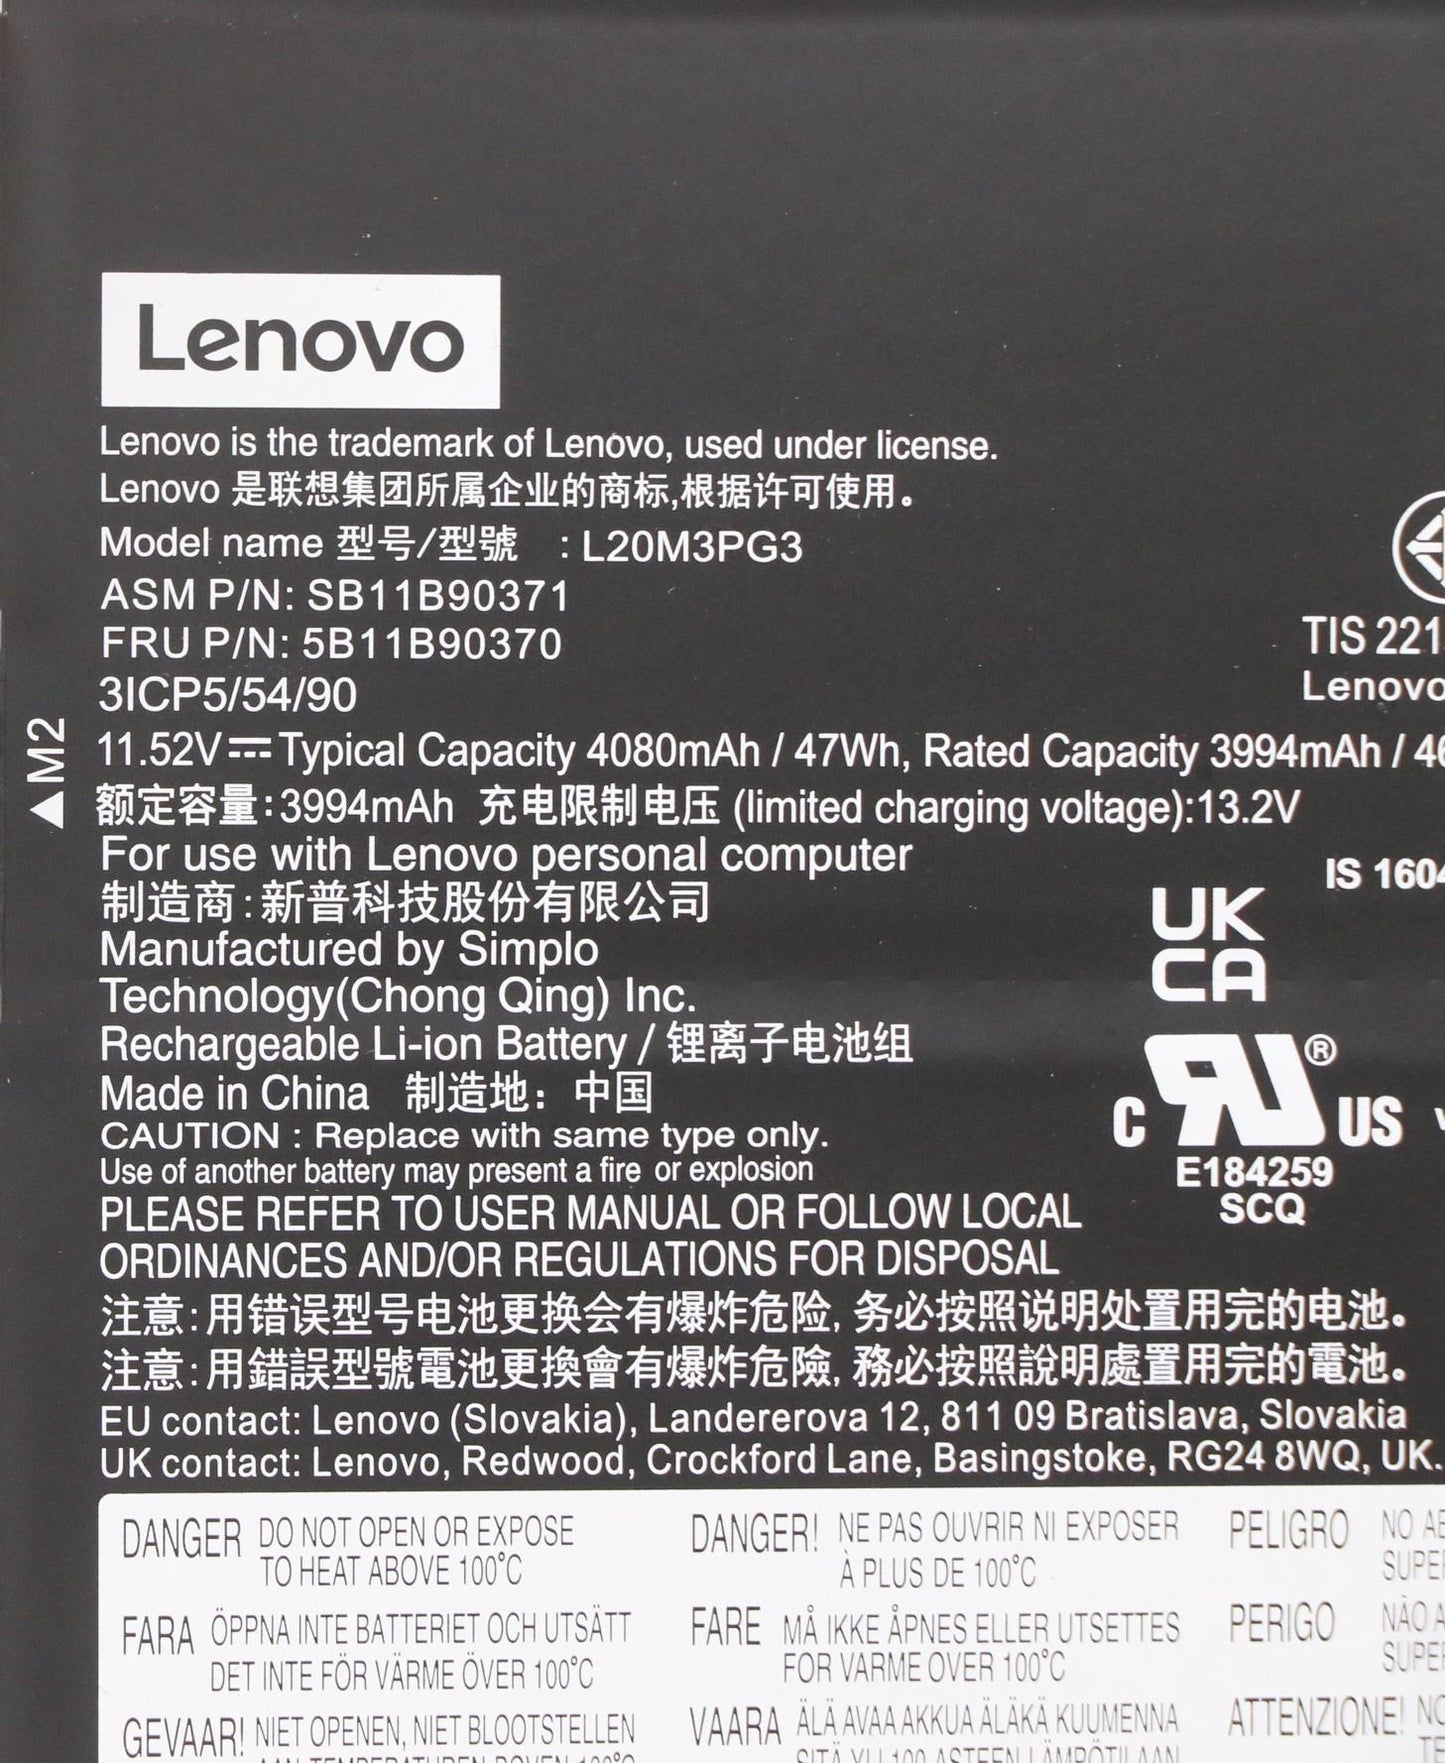 Lenovo
Lenovo is the trademark of Lenovo, used under license.
Lenovo 是联想集团所属企业的商标,根据许可使用。
Model name 型号/型號 : L20M3PG3
ASM P/N: SB11B90371
FRU P/N: 5B11B90370
TIS 221
3ICP5/54/90
Lenovo
▲M2
11.52V⎓Typical Capacity 4080mAh / 47Wh, Rated Capacity 3994mAh /
额定容量:3994mAh 充电限制电压 (limited charging voltage):13.2V
For use with Lenovo personal computer
IS 1604
制造商:新普科技股份有限公司
UK
CA
Manufactured by Simplo
Technology(Chong Qing) Inc.
Rechargeable Li-ion Battery / 锂离子电池组
Made in China 制造地: 中国
C RU® US
CAUTION : Replace with same type only.
Use of another battery may present a fire or explosion
E184259
SCQ
PLEASE REFER TO USER MANUAL OR FOLLOW LOCAL
ORDINANCES AND/OR REGULATIONS FOR DISPOSAL
注意:用错误型号电池更换会有爆炸危险, 务必按照说明处置用完的电池。
注意:用錯誤型號電池更換會有爆炸危險, 務必按照說明處置用完的電池。
EU contact: Lenovo (Slovakia), Landererova 12, 811 09 Bratislava, Slovakia
UK contact: Lenovo, Redwood, Crockford Lane, Basingstoke, RG24 8WQ, UK.
DANGER DO NOT OPEN OR EXPOSE
TO HEAT ABOVE 100°C
DANGER! NE PAS OUVRIR NI EXPOSER
À PLUS DE 100°C
PELIGRO NO
FARA ÖPPNA INTE BATTERIET OCH UTSÄTT
DET INTE FÖR VÄRME ÖVER 100°C
FARE MÅ IKKE ÅPNES ELLER UTSETTES
FOR VARME OVER 100°C
PERIGO NÃO
GEVAAR! NIET OPENEN, NIET BLOOTSTELLEN
AAN TEMPERATUREN BOVEN 100°C
VAARA ÄLÄ AVAA AKKUA ÄLÄKÄ KUUMENNA
SITÄ YLI 100 ASTEEN LÄMPÖTILAAN
ATTENZIONE!